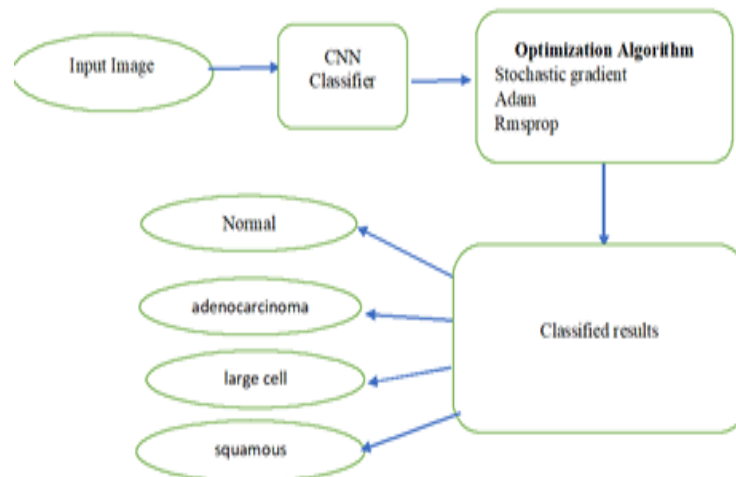 Input Image
CNN
Classifier
Optimization Algorithm
Stochastic gradient
Adam
Rmsprop
Normal
adenocarcinoma
large cell
squamous
Classified results